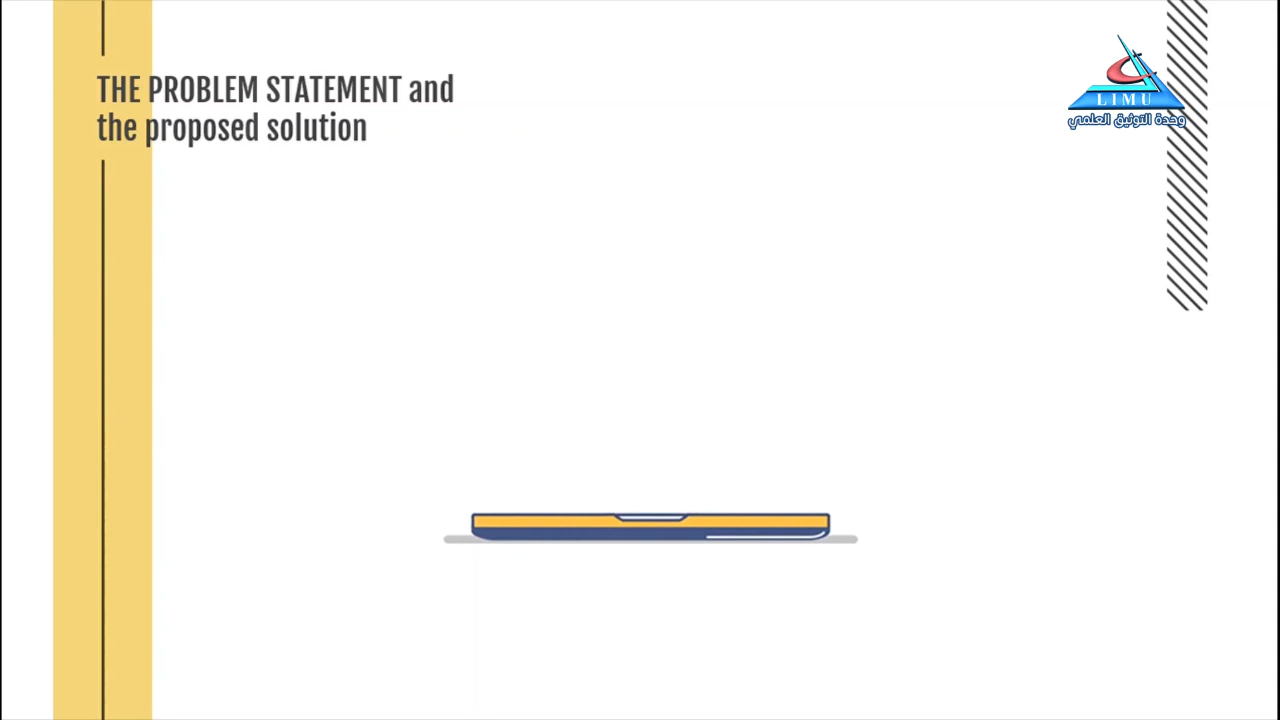 THE PROBLEM STATEMENT and
the proposed solution
LIMU
وحدة التوثيق العلمي